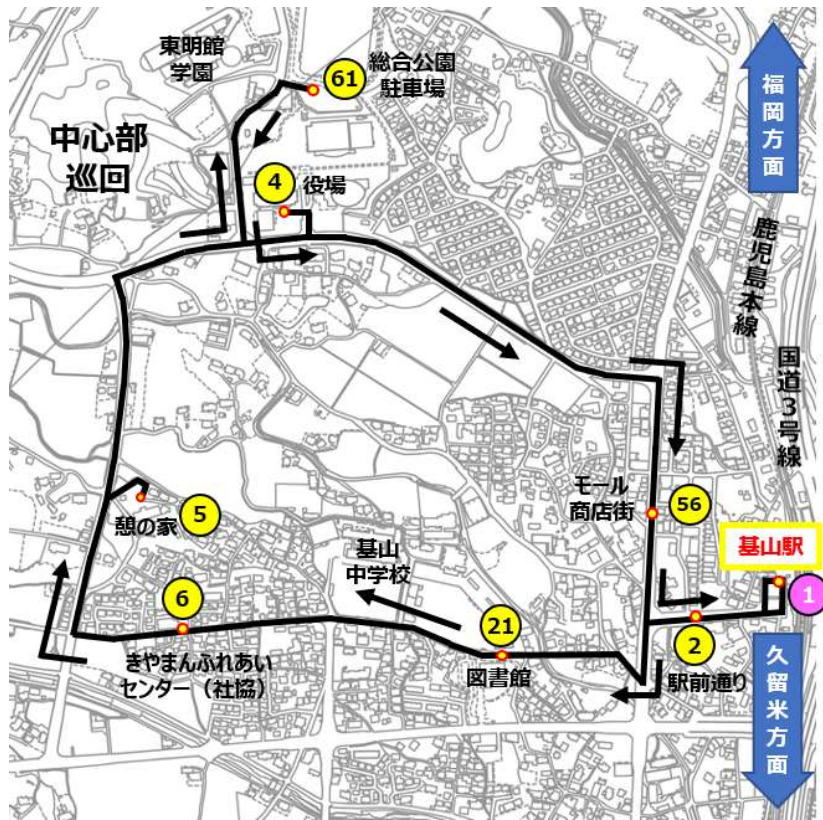 東明館
学園
61
総合公園
駐車場
福岡方面
中心部
巡回
4
役場
鹿児島本線
国道3号線
モール
商店街
56
憩の家
5
基山
中学校
基山駅
1
6
きやまんふれあい
センター（社協）
21
図書館
2
駅前通り
久留米方面